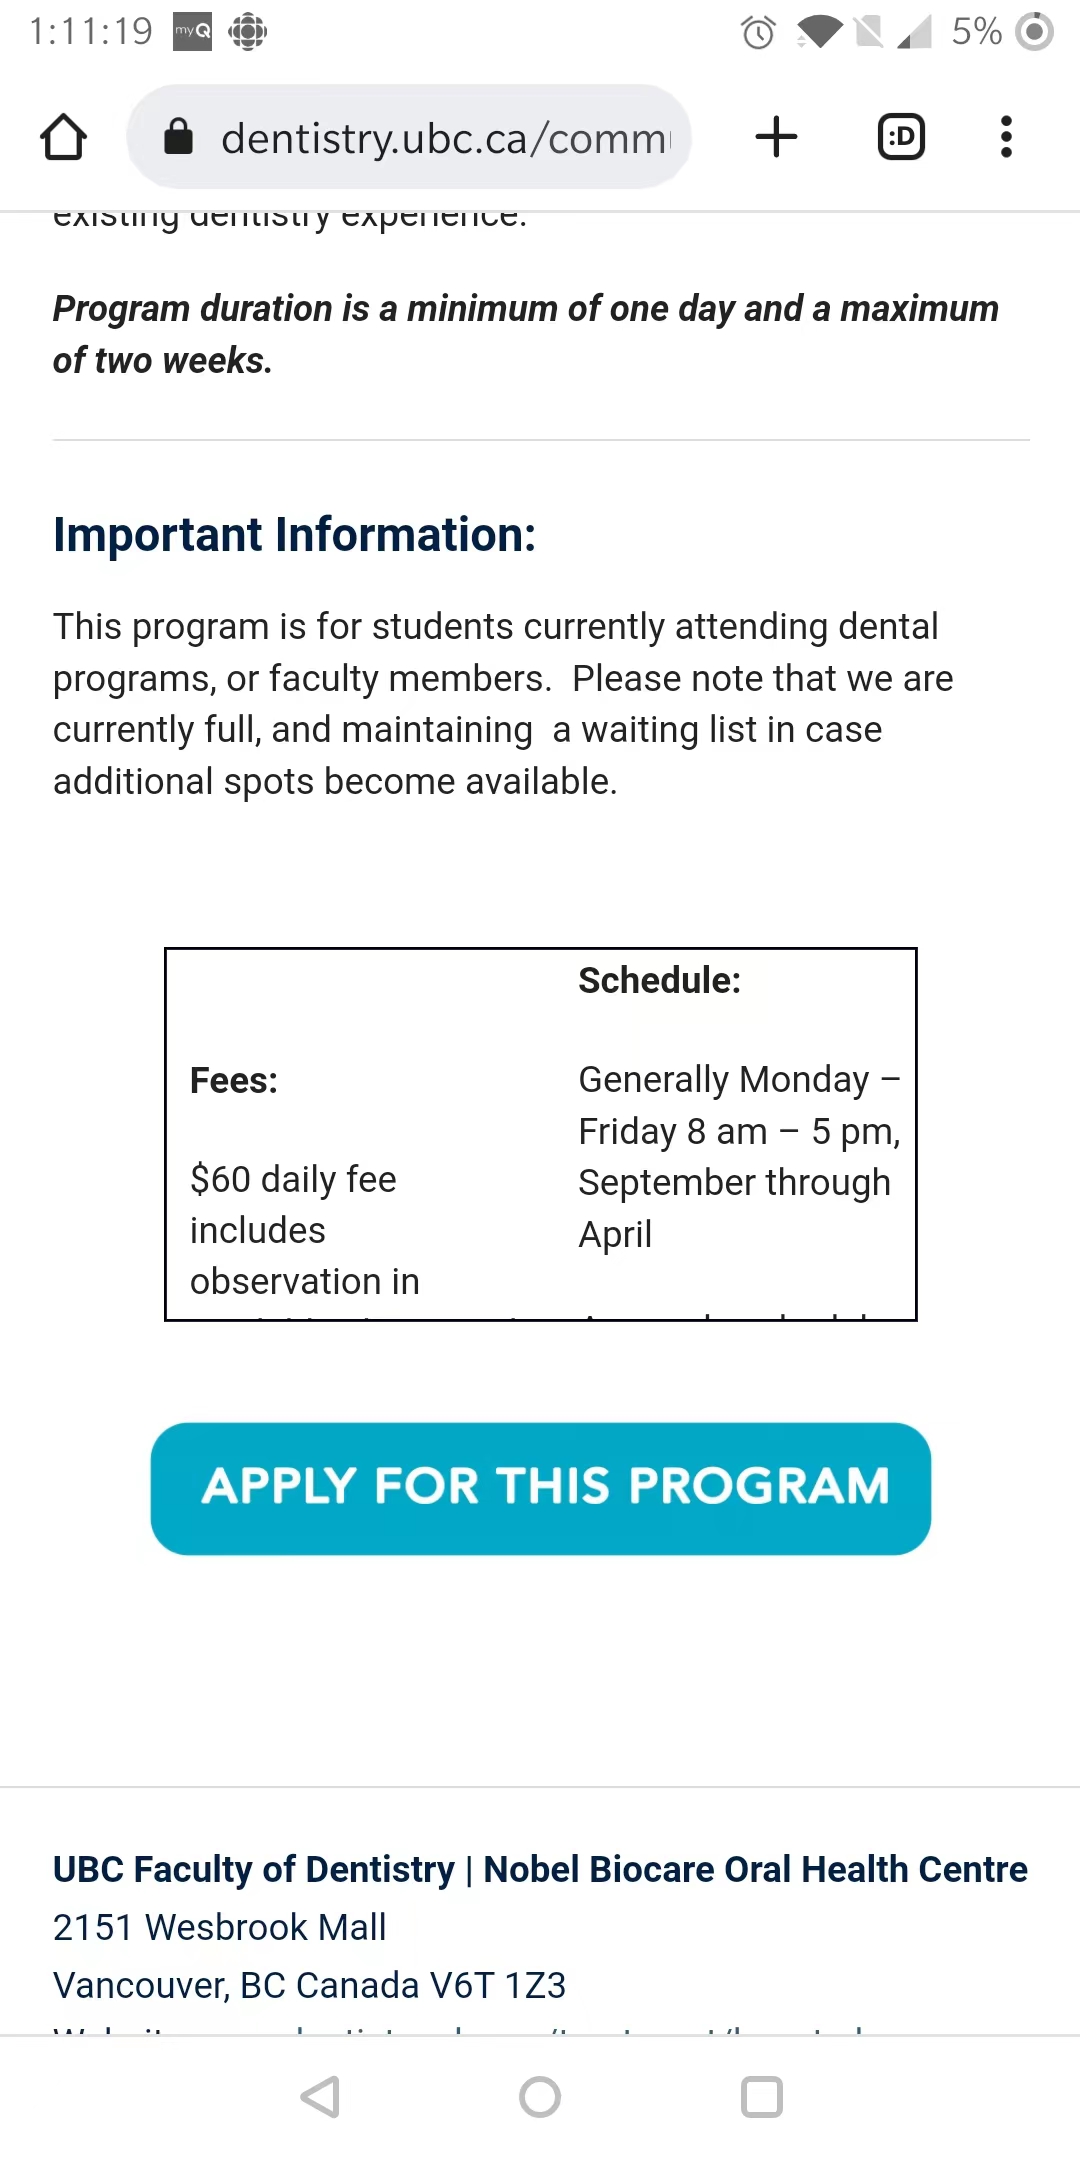 1:11:19 myQ 5%
dentistry.ubc.ca/comm
:D
existing dentistry experience.
Program duration is a minimum of one day and a maximum
of two weeks.
Important Information:
This program is for students currently attending dental
programs, or faculty members.  Please note that we are
currently full, and maintaining  a waiting list in case
additional spots become available.
Fees:
$60 daily fee
includes
observation in
Schedule:
Generally Monday –
Friday 8 am – 5 pm,
September through
April
APPLY FOR THIS PROGRAM
UBC Faculty of Dentistry | Nobel Biocare Oral Health Centre
2151 Wesbrook Mall
Vancouver, BC Canada V6T 1Z3